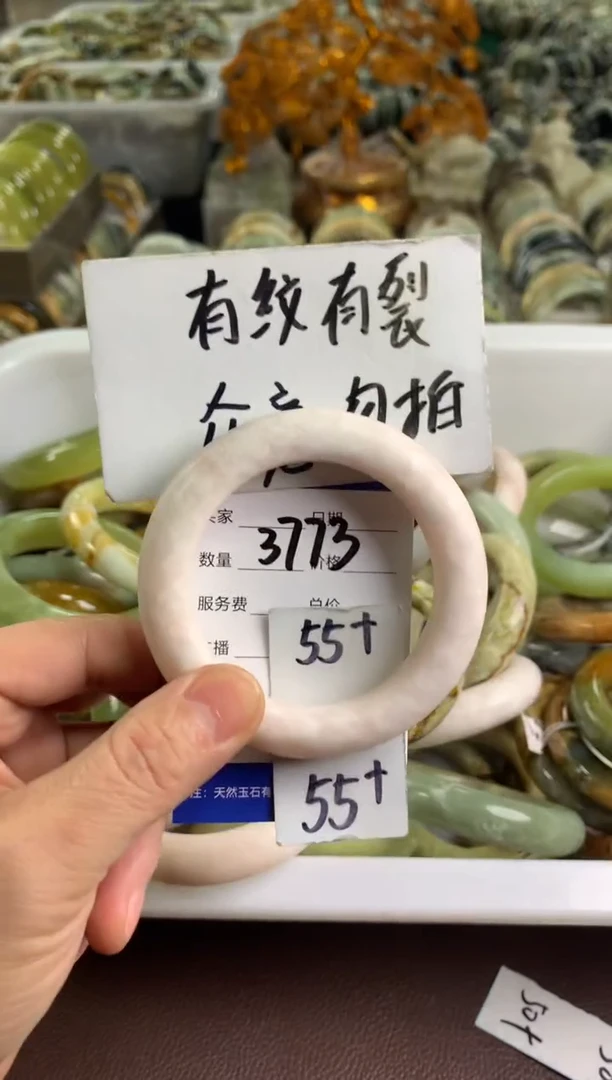 有纹有裂
介意勿拍
家 日期
数量 3773 价格
服务费 总价
播
55+
55+
注：天然玉石有
50+